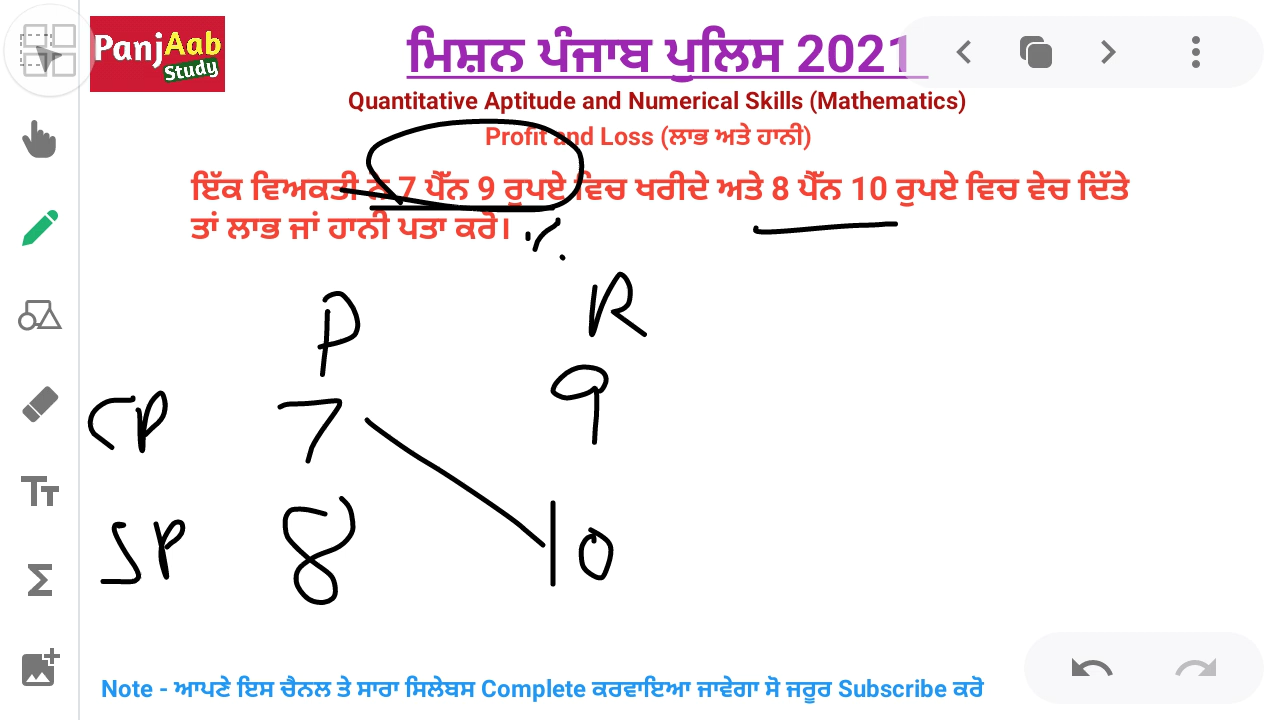 PanjAab
Study
ਮਿਸ਼ਨ ਪੰਜਾਬ ਪੁਲਿਸ 2021
Quantitative Aptitude and Numerical Skills (Mathematics)
Profit and Loss (ਲਾਭ ਅਤੇ ਹਾਨੀ)
ਇੱਕ ਵਿਅਕਤੀ ਨੇ 7 ਪੈੱਨ 9 ਰੁਪਏ ਵਿਚ ਖਰੀਦੇ ਅਤੇ 8 ਪੈੱਨ 10 ਰੁਪਏ ਵਿਚ ਵੇਚ ਦਿੱਤੇ
ਤਾਂ ਲਾਭ ਜਾਂ ਹਾਨੀ ਪਤਾ ਕਰੋ। %
P R
CP 7 9
SP 8 10
Tт
Σ
Note - ਆਪਣੇ ਇਸ ਚੈਨਲ ਤੇ ਸਾਰਾ ਸਿਲੇਬਸ Complete ਕਰਵਾਇਆ ਜਾਵੇਗਾ ਸੋ ਜਰੂਰ Subscribe ਕਰੋ